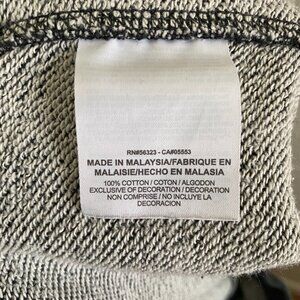 RN#56323 - CA#05553
MADE IN MALAYSIA/FABRIQUE EN
MALAISIE/HECHO EN MALASIA
100% COTTON / COTON / ALGODON
EXCLUSIVE OF DECORATION / DECORATION
NON COMPRISE / NO INCLUYE LA
DECORACION